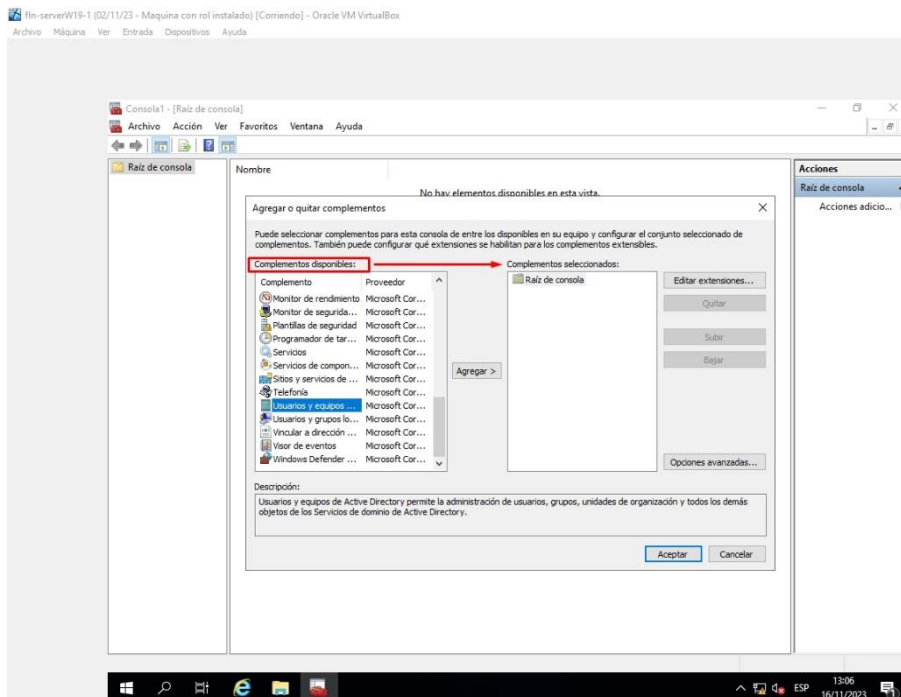 fIn-serverW19-1 (02/11/23 - Maquina con rol instalado) [Corriendo] - Oracle VM VirtualBox
Archivo Máquina Ver Entrada Dispositivos Ayuda
Consola1 - [Raíz de consola]
Archivo Acción Ver Favoritos Ventana Ayuda
Raíz de consola
Nombre
No hay elementos disponibles en esta vista.
Acciones
Raíz de consola
Acciones adicio...
Agregar o quitar complementos
Puede seleccionar complementos para esta consola de entre los disponibles en su equipo y configurar el conjunto seleccionado de
complementos. También puede configurar qué extensiones se habilitan para los complementos extensibles.
Complementos disponibles:
Complemento Proveedor
Monitor de rendimiento Microsoft Cor...
Monitor de segurida... Microsoft Cor...
Plantillas de seguridad Microsoft Cor...
Programador de tar... Microsoft Cor...
Servicios Microsoft Cor...
Servicios de compon... Microsoft Cor...
Sitios y servicios de ... Microsoft Cor...
Telefonía Microsoft Cor...
Usuarios y equipos ... Microsoft Cor...
Usuarios y grupos lo... Microsoft Cor...
Vincular a dirección ... Microsoft Cor...
Visor de eventos Microsoft Cor...
Windows Defender ... Microsoft Cor...
Agregar >
Complementos seleccionados:
Raíz de consola
Editar extensiones...
Quitar
Subir
Bajar
Opciones avanzadas...
Descripción:
Usuarios y equipos de Active Directory permite la administración de usuarios, grupos, unidades de organización y todos los demás
objetos de los Servicios de dominio de Active Directory.
Aceptar Cancelar
ESP
13:06
16/11/2023
1